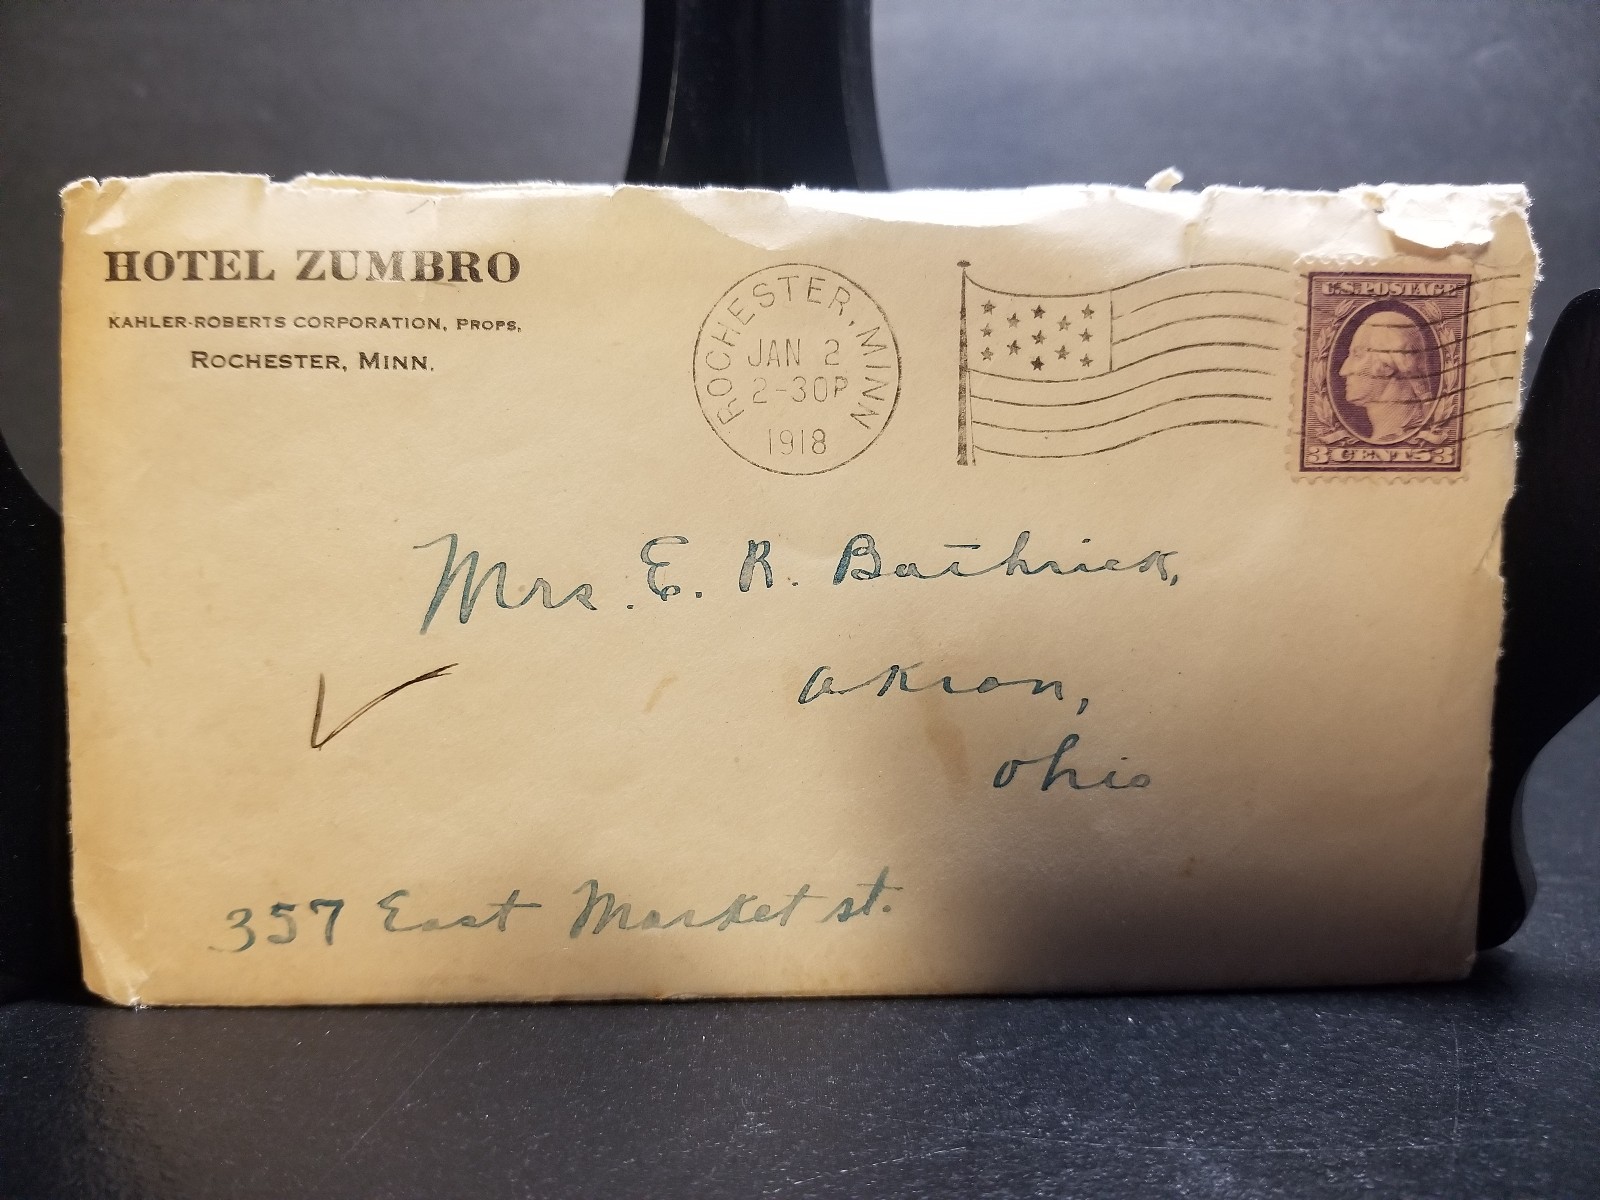 HOTEL ZUMBRO
KAHLER-ROBERTS CORPORATION, PROPS,
ROCHESTER, MINN.
ROCHESTER, MINN
JAN 2
2-30P
1918
U.S. POSTAGE
3 CENTS 3
Mrs. E. R. Bathrick,
Akron,
Ohio
357 East Market st.